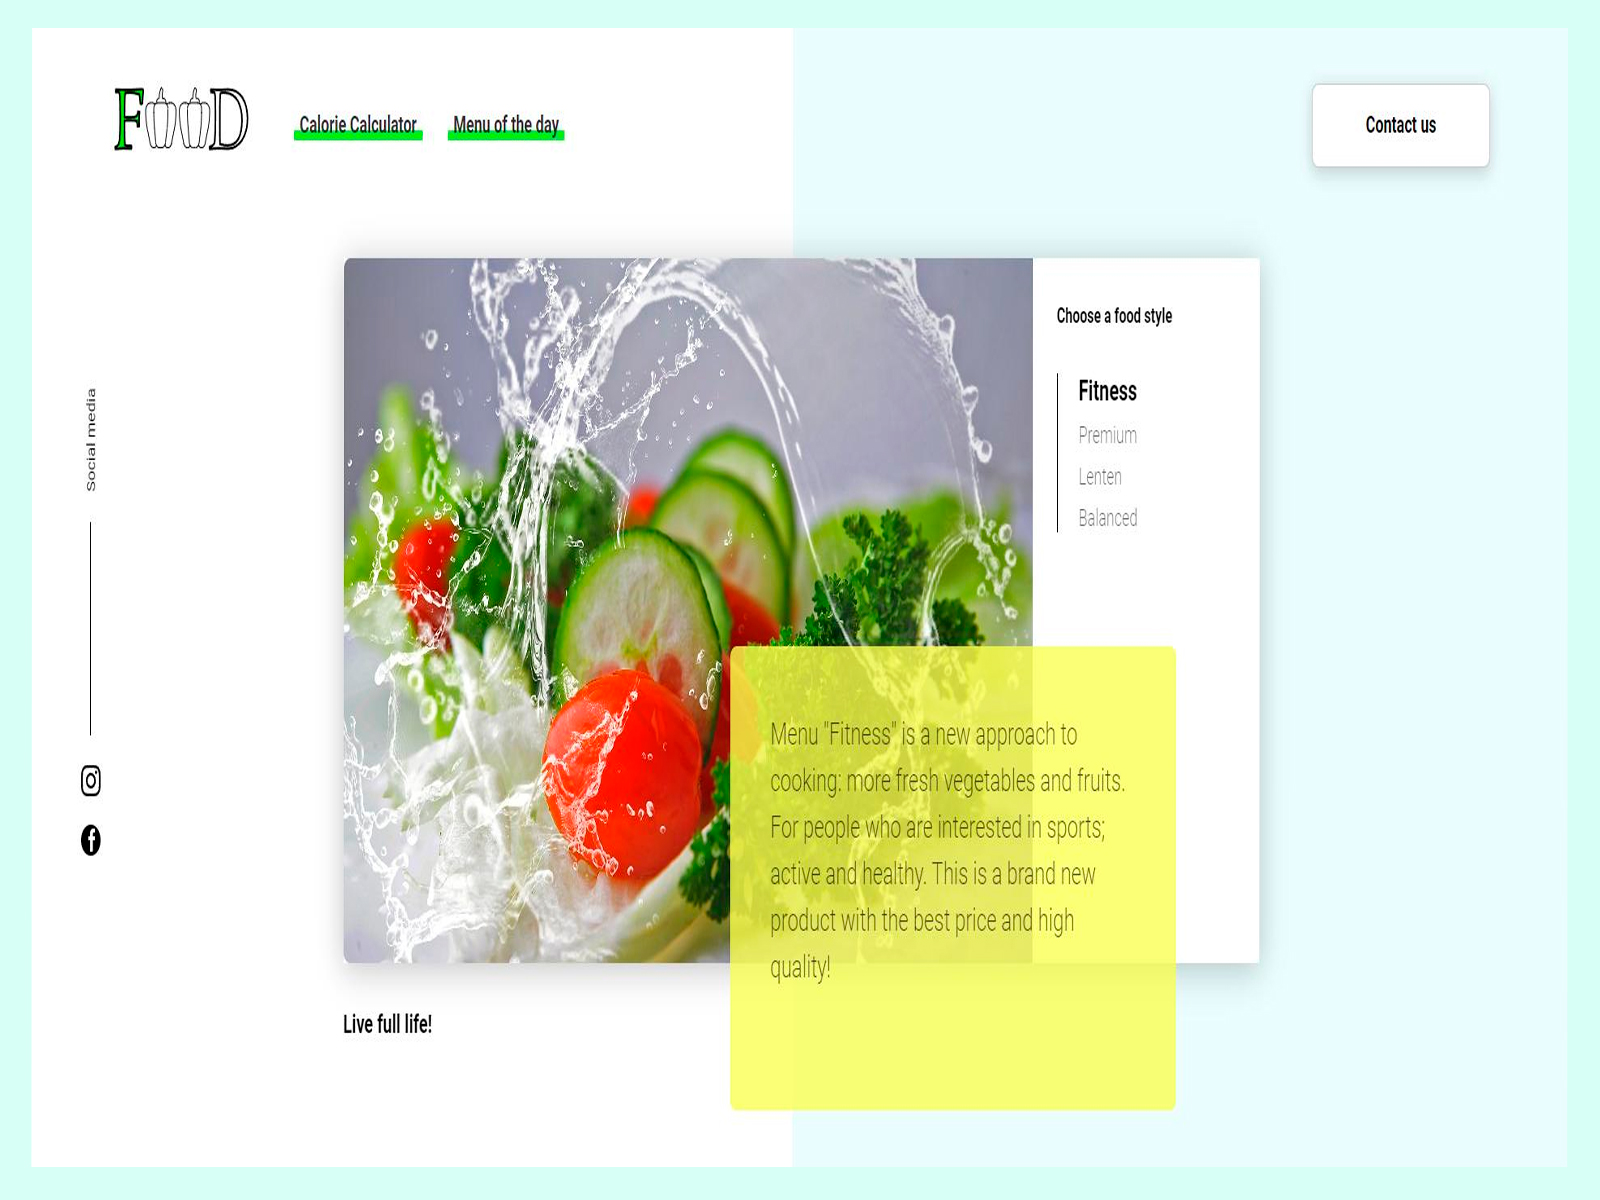 FOOD
Calorie Calculator
Menu of the day
Contact us
Social media
Choose a food style
Fitness
Premium
Lenten
Balanced
Menu "Fitness" is a new approach to
cooking: more fresh vegetables and fruits.
For people who are interested in sports;
active and healthy. This is a brand new
product with the best price and high
quality!
Live full life!